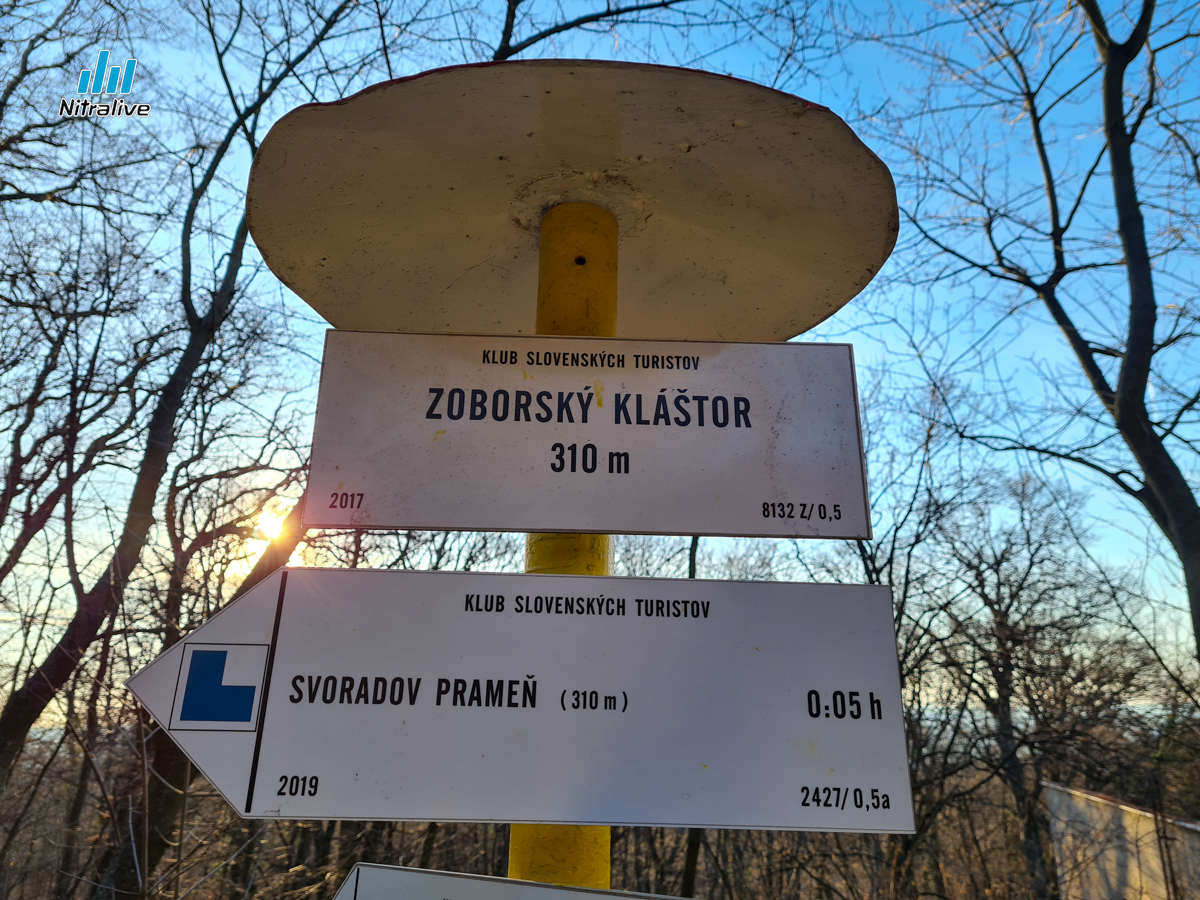 Nitralive
KLUB SLOVENSKÝCH TURISTOV
ZOBORSKÝ KLÁŠTOR
310 m
2017
8132 Z/0,5
KLUB SLOVENSKÝCH TURISTOV
SVORADOV PRAMEŇ (310 m)
0:05 h
2019
2427/0,5a